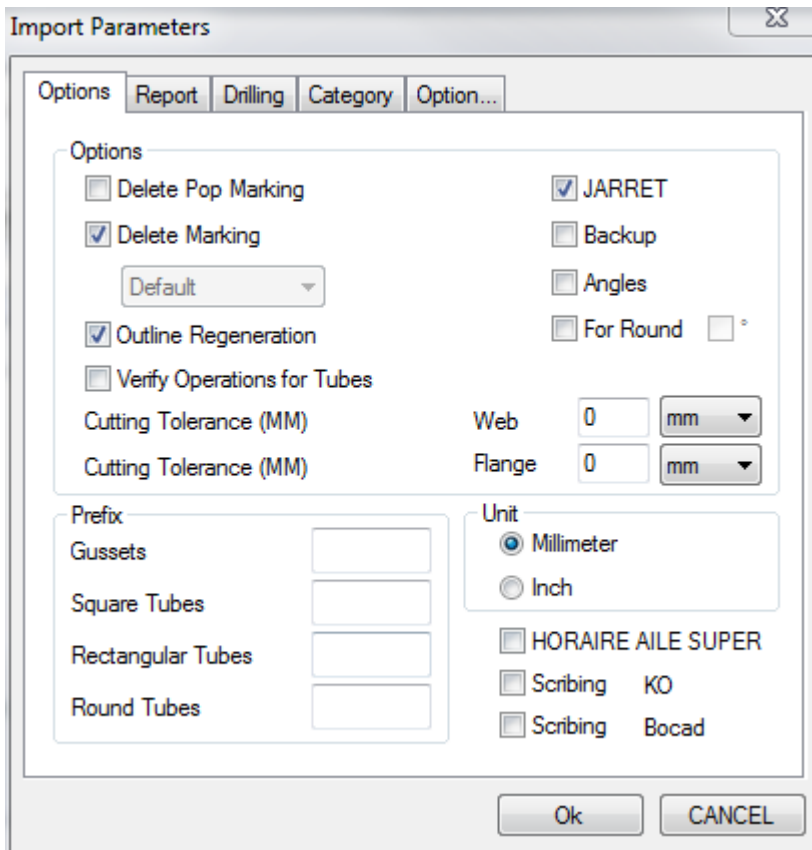 Import Parameters
Options Report Drilling Category Option...
Options
Delete Pop Marking
JARRET
Delete Marking
Backup
Default
Angles
Outline Regeneration
For Round °
Verify Operations for Tubes
Cutting Tolerance (MM) Web 0 mm
Cutting Tolerance (MM) Flange 0 mm
Prefix
Gussets
Square Tubes
Rectangular Tubes
Round Tubes
Unit
Millimeter
Inch
HORAIRE AILE SUPER
Scribing KO
Scribing Bocad
Ok CANCEL